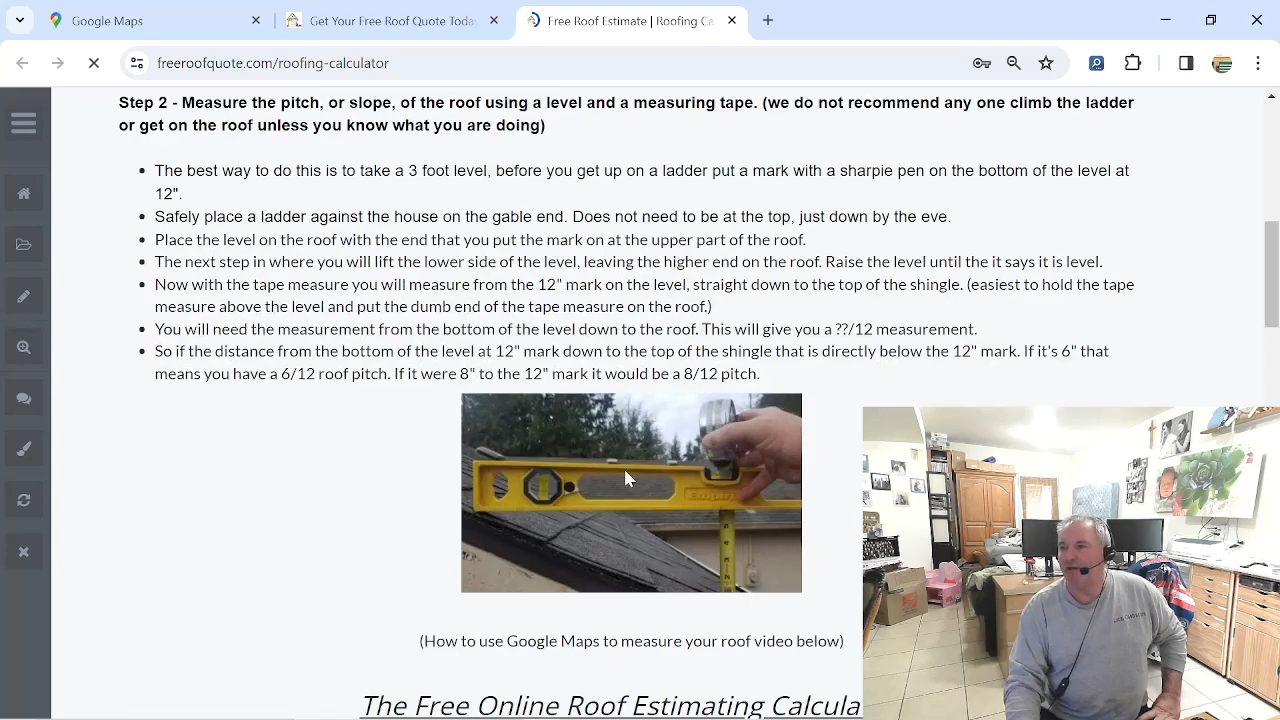 Google Maps
Get Your Free Roof Quote Today
Free Roof Estimate | Roofing Ca
freeroofquote.com/roofing-calculator
Step 2 - Measure the pitch, or slope, of the roof using a level and a measuring tape. (we do not recommend any one climb the ladder
or get on the roof unless you know what you are doing)
The best way to do this is to take a 3 foot level, before you get up on a ladder put a mark with a sharpie pen on the bottom of the level at
12".
Safely place a ladder against the house on the gable end. Does not need to be at the top, just down by the eve.
Place the level on the roof with the end that you put the mark on at the upper part of the roof.
The next step in where you will lift the lower side of the level, leaving the higher end on the roof. Raise the level until the it says it is level.
Now with the tape measure you will measure from the 12" mark on the level, straight down to the top of the shingle. (easiest to hold the tape
measure above the level and put the dumb end of the tape measure on the roof.)
You will need the measurement from the bottom of the level down to the roof. This will give you a ??/12 measurement.
So if the distance from the bottom of the level at 12" mark down to the top of the shingle that is directly below the 12" mark. If it's 6" that
means you have a 6/12 roof pitch. If it were 8" to the 12" mark it would be a 8/12 pitch.
(How to use Google Maps to measure your roof video below)
The Free Online Roof Estimating Calcula